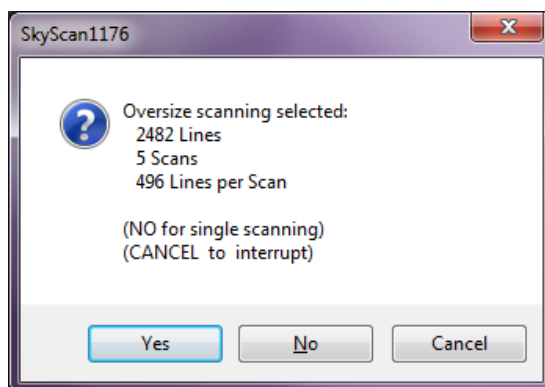 SkyScan1176
Oversize scanning selected:
2482 Lines
5 Scans
496 Lines per Scan
(NO for single scanning)
(CANCEL  to  interrupt)
Yes
No
Cancel